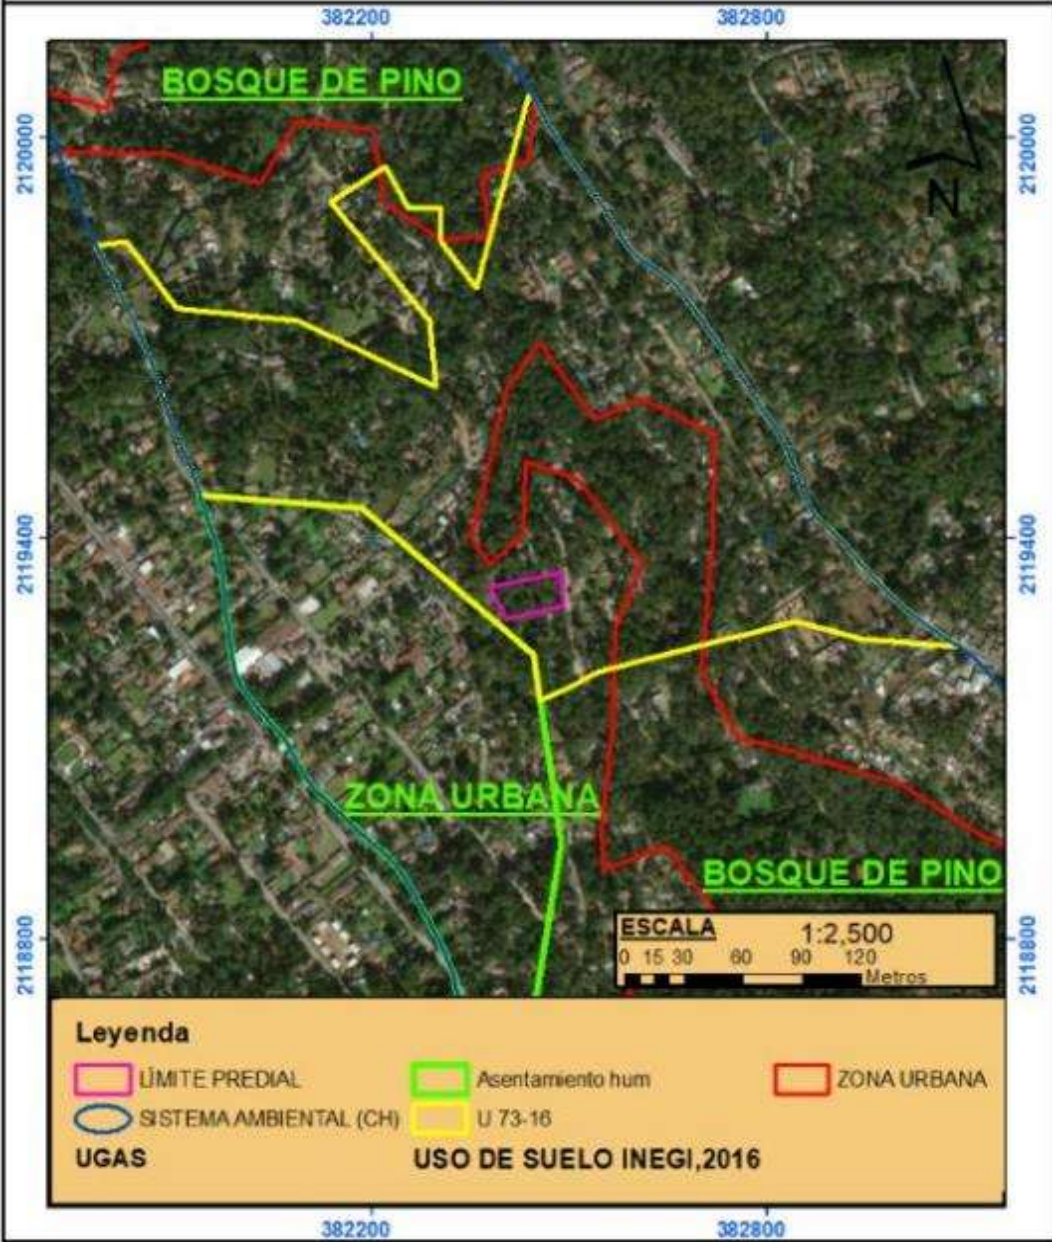 382200 382800
BOSQUE DE PINO
2120000 2120000
N
2119400 2119400
ZONA URBANA
BOSQUE DE PINO
2118800 2118800
ESCALA 1:2,500
0 15 30 60 90 120
Metros
Leyenda
LÍMITE PREDIAL Asentamiento hum ZONA URBANA
SISTEMA AMBIENTAL (CH) U 73-16
UGAS USO DE SUELO INEGI,2016
382200 382800